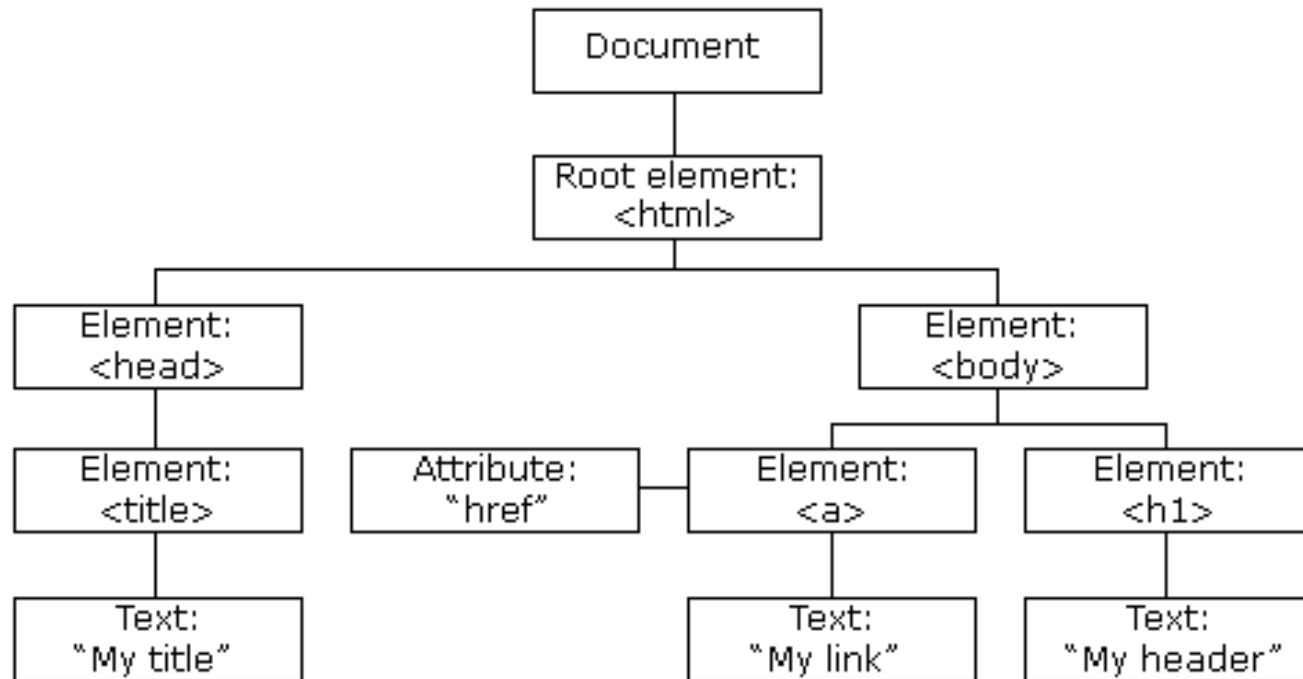 Document
Root element:
<html>
Element:
<head>
Element:
<body>
Element:
<title>
Attribute:
“href”
Element:
<a>
Element:
<h1>
Text:
“My title”
Text:
“My link”
Text:
“My header”